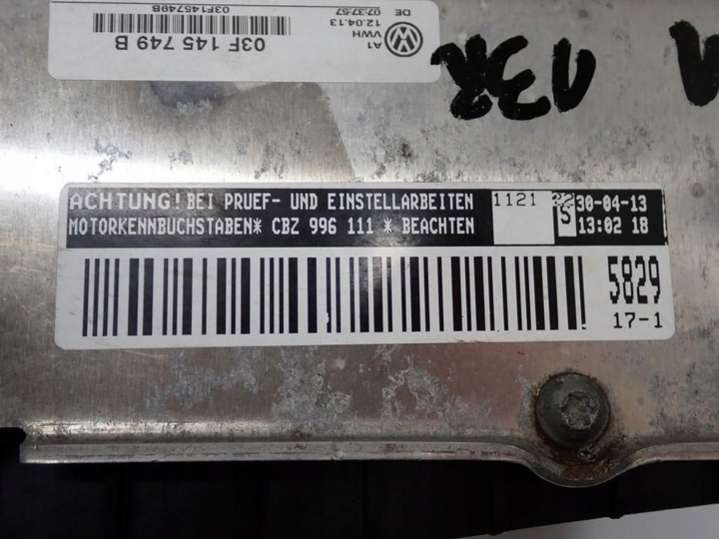 03F145749B
DE 07:37:57
12.04.13
VWH
A1
03F 145 749 B
ACHTUNG! BEI PRUEF- UND EINSTELLARBEITEN 1121 30-04-13
MOTORKENNBUCHSTABEN* CBZ 996 111 * BEACHTEN S 13:02 18
5829
17-1